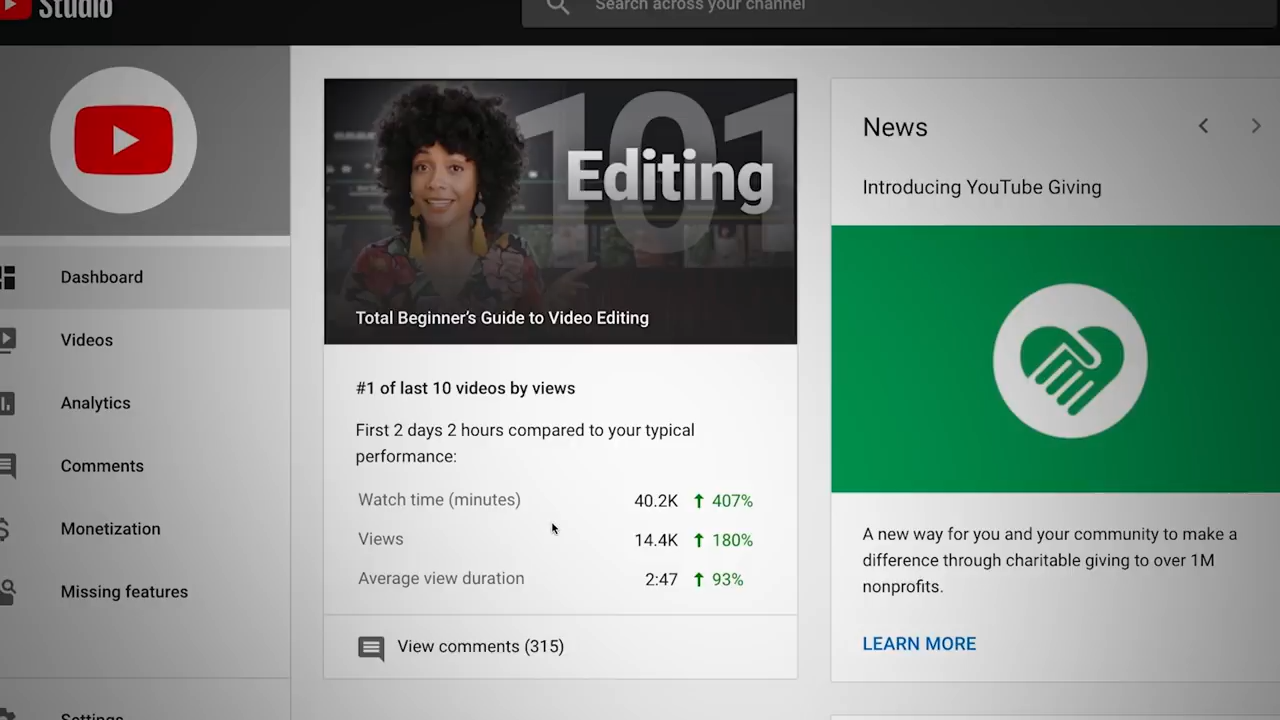 Studio
Search across your channel
Dashboard
Videos
Analytics
Comments
Monetization
Missing features
Settings
101
Editing
Total Beginner’s Guide to Video Editing
#1 of last 10 videos by views
First 2 days 2 hours compared to your typical
performance:
Watch time (minutes) 40.2K ↑ 407%
Views 14.4K ↑ 180%
Average view duration 2:47 ↑ 93%
View comments (315)
News
Introducing YouTube Giving
A new way for you and your community to make a
difference through charitable giving to over 1M
nonprofits.
LEARN MORE